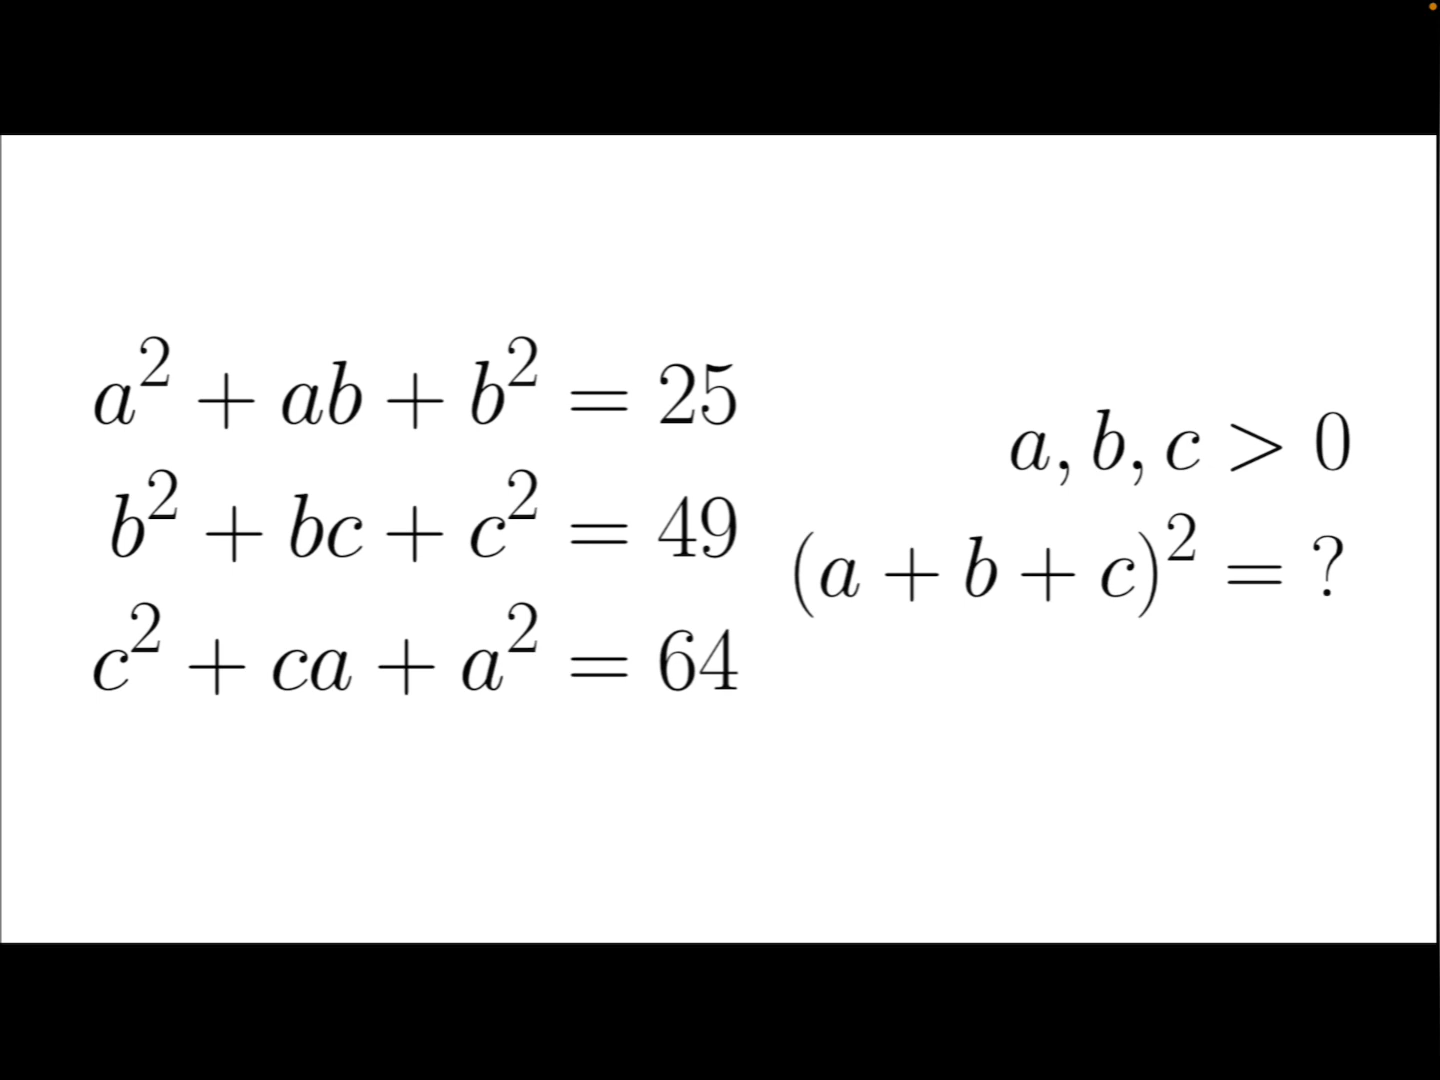 a² + ab + b² = 25
b² + bc + c² = 49
c² + ca + a² = 64
a, b, c > 0
(a + b + c)² = ?